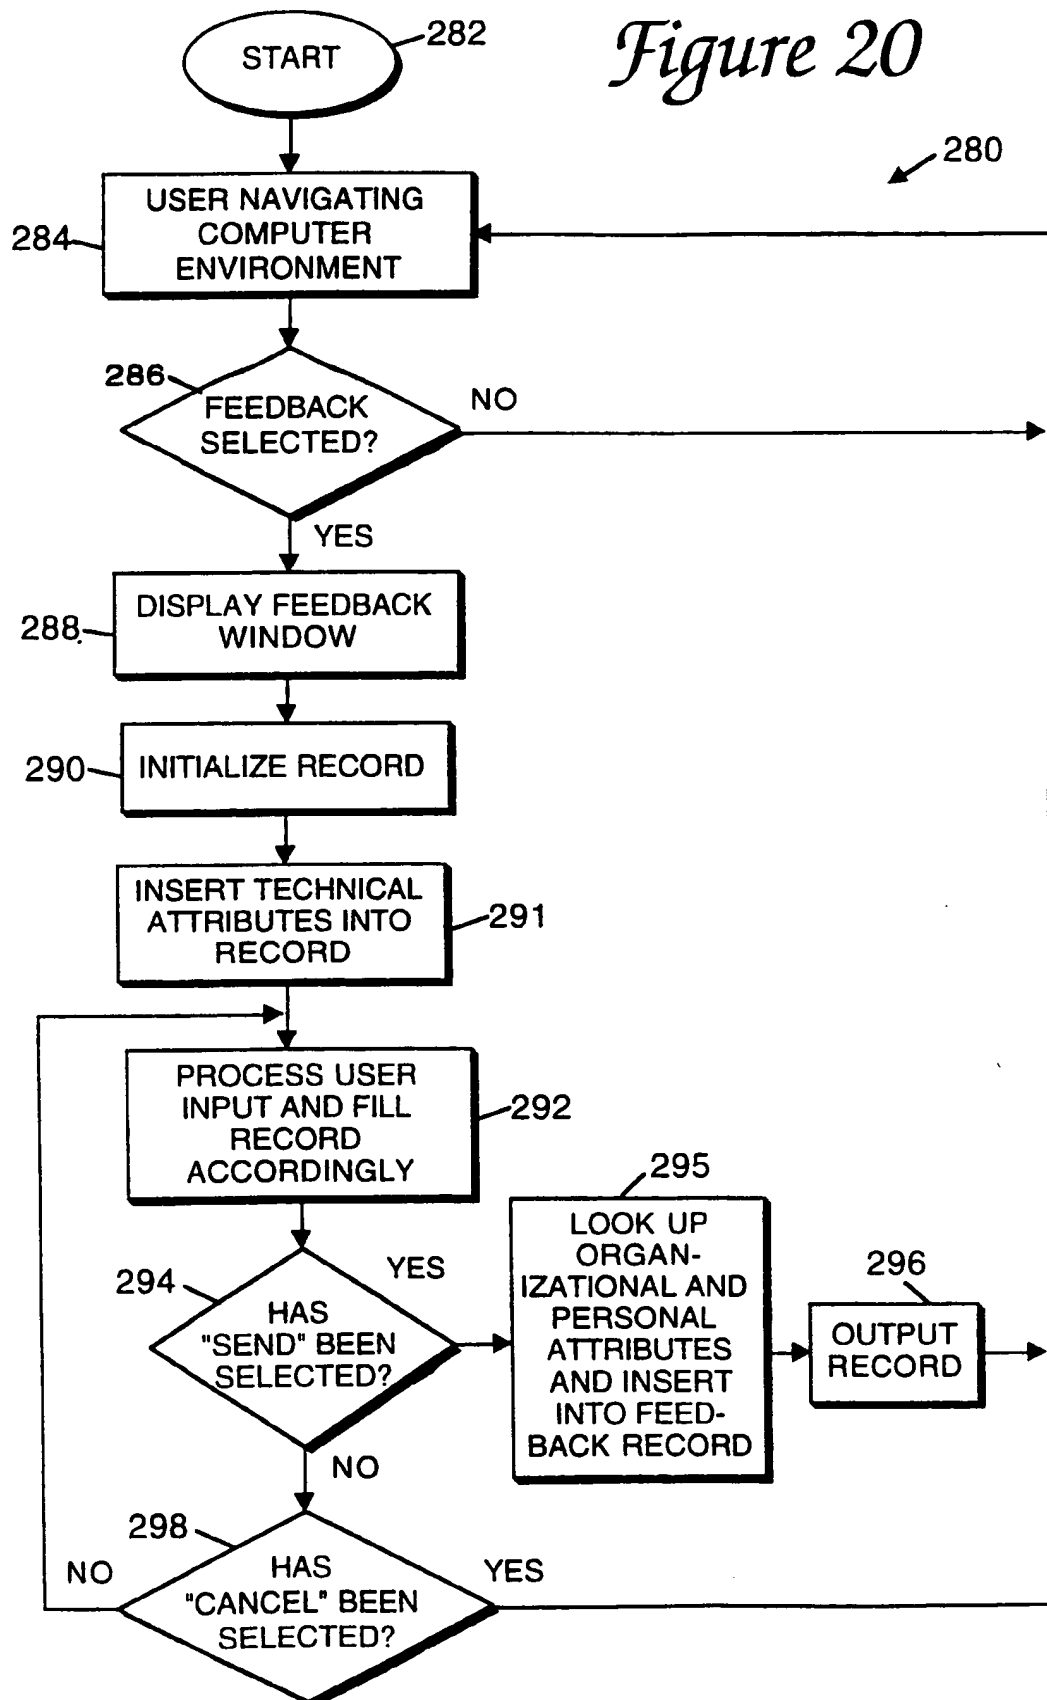 Figure 20
START
282
280
USER NAVIGATING
COMPUTER
ENVIRONMENT
284
286
FEEDBACK
SELECTED?
NO
YES
DISPLAY FEEDBACK
WINDOW
288
INITIALIZE RECORD
290
INSERT TECHNICAL
ATTRIBUTES INTO
RECORD
291
PROCESS USER
INPUT AND FILL
RECORD
ACCORDINGLY
292
294
HAS
"SEND" BEEN
SELECTED?
YES
NO
295
LOOK UP
ORGAN-
IZATIONAL AND
PERSONAL
ATTRIBUTES
AND INSERT
INTO FEED-
BACK RECORD
296
OUTPUT
RECORD
298
HAS
"CANCEL" BEEN
SELECTED?
NO
YES